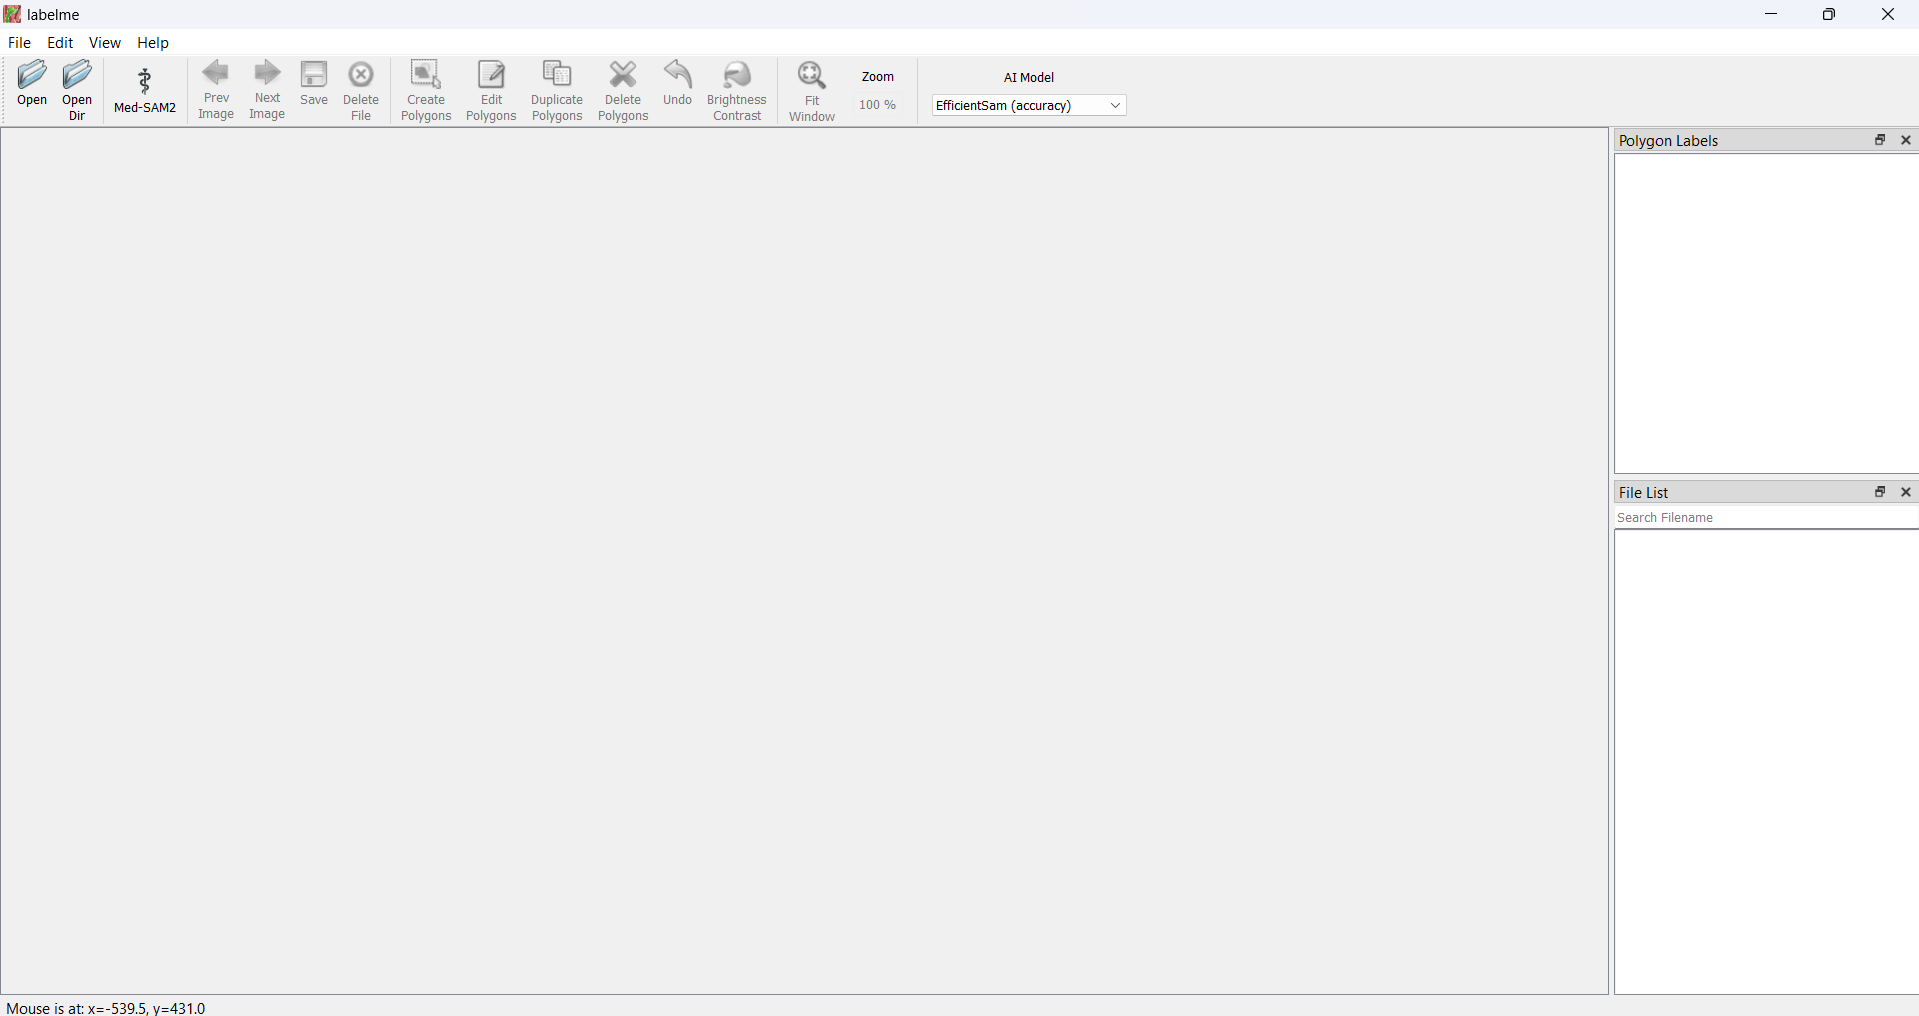 labelme
File Edit View Help
Open
Open
Dir
Med-SAM2
Prev
Image
Next
Image
Save
Delete
File
Create
Polygons
Edit
Polygons
Duplicate
Polygons
Delete
Polygons
Undo
Brightness
Contrast
Fit
Window
Zoom
100 %
AI Model
EfficientSam (accuracy)
Polygon Labels
File List
Search Filename
Mouse is at: x=-539.5, y=431.0